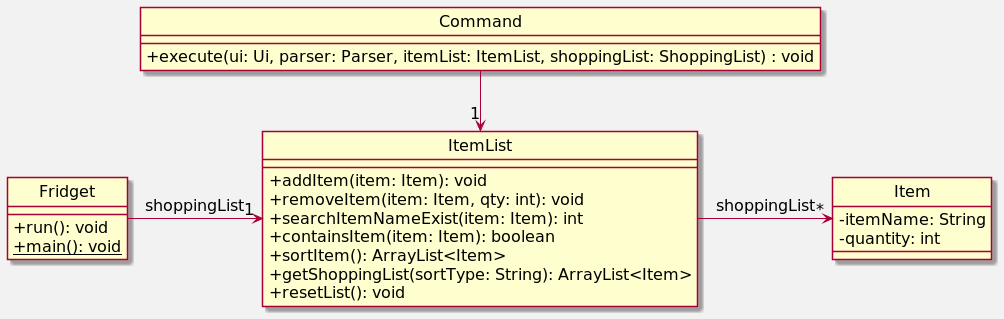 Command
+execute(ui: Ui, parser: Parser, itemList: ItemList, shoppingList: ShoppingList) : void
1
ItemList
+addItem(item: Item): void
+removeItem(item: Item, qty: int): void
+searchItemNameExist(item: Item): int
+containsItem(item: Item): boolean
+sortItem(): ArrayList<Item>
+getShoppingList(sortType: String): ArrayList<Item>
+resetList(): void
Fridget
+run(): void
+main(): void
shoppingList
1
shoppingList
*
Item
-itemName: String
-quantity: int